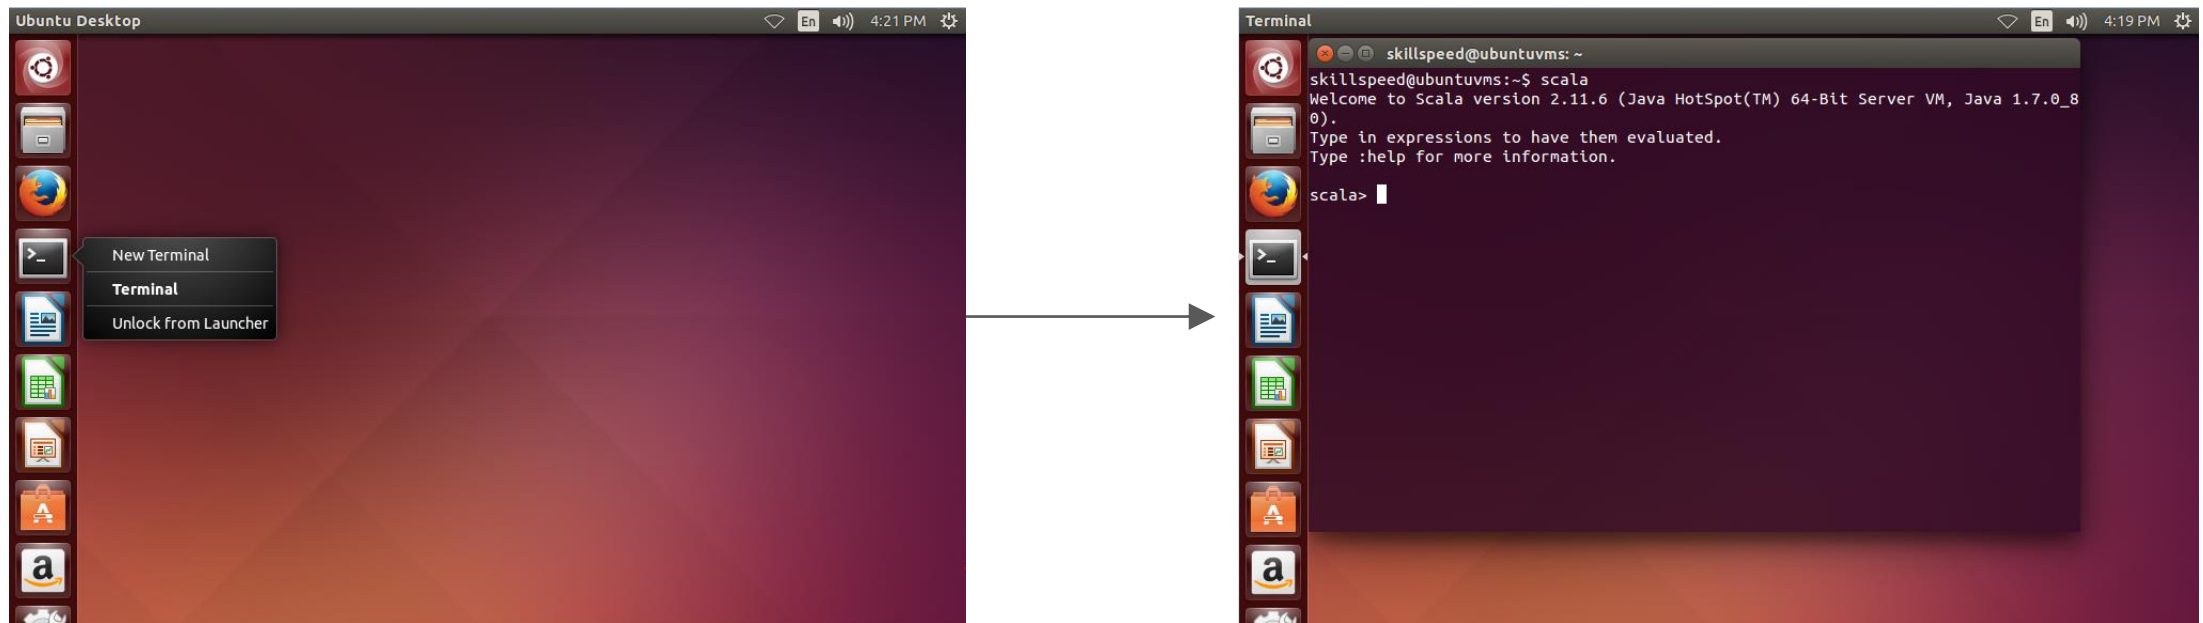 Ubuntu Desktop
En
4:21 PM
New Terminal
Terminal
Unlock from Launcher
>_
A
a
Terminal
En
4:19 PM
skillspeed@ubuntuvms: ~
skillspeed@ubuntuvms:~$ scala
Welcome to Scala version 2.11.6 (Java HotSpot(TM) 64-Bit Server VM, Java 1.7.0_8
0).
Type in expressions to have them evaluated.
Type :help for more information.
scala>
>_
A
a